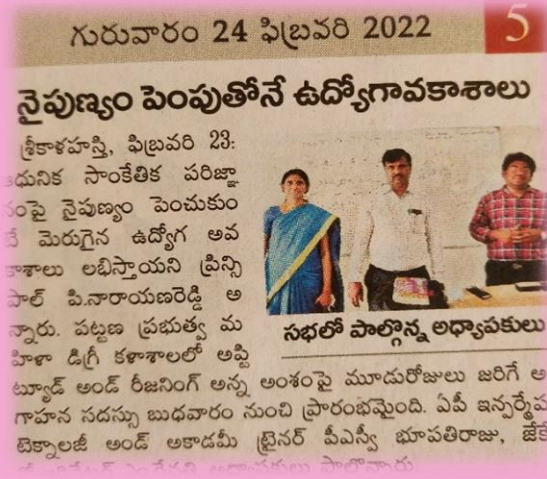 గురువారం 24 ఫిబ్రవరి 2022
5
నైపుణ్యం పెంపుతోనే ఉద్యోగావకాశాలు
శ్రీకాళహస్తి, ఫిబ్రవరి 23:
ఆధునిక సాంకేతిక పరిజ్ఞా
నంపై నైపుణ్యం పెంచుకుం
టే మెరుగైన ఉద్యోగ అవ
కాశాలు లభిస్తాయని ప్రిన్సి
పాల్ పి.నారాయణరెడ్డి అ
న్నారు. పట్టణ ప్రభుత్వ మ
హిళా డిగ్రీ కళాశాలలో అప్టి
ట్యూడ్ అండ్ రీజనింగ్ అన్న అంశంపై మూడురోజులు జరిగే అ
గాహన సదస్సు బుధవారం నుంచి ప్రారంభమైంది. ఏపీ ఇన్ఫర్మేష
టెక్నాలజీ అండ్ అకాడమీ ట్రైనర్ పీఎస్వీ భూపతిరాజు, జేకే
అధ్యాపకులు పాల్గొన్నారు
సభలో పాల్గొన్న అధ్యాపకులు